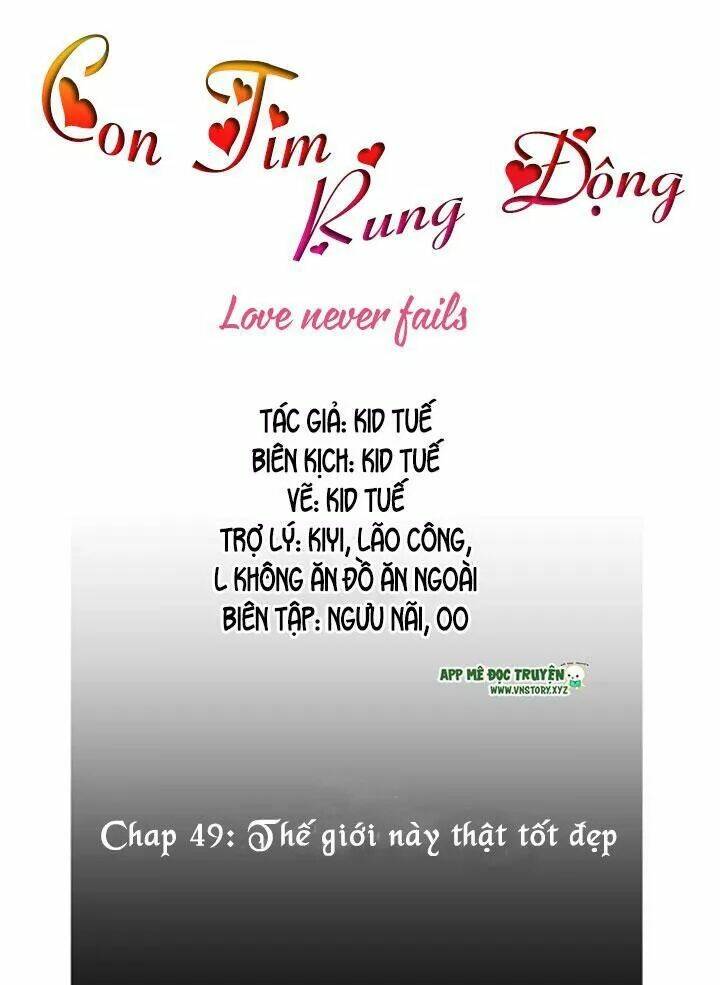 Con Tim
Rung Động
Love never fails
TÁC GIẢ: KID TUẾ
BIÊN KỊCH: KID TUẾ
VẼ: KID TUẾ
TRỢ LÝ: KIYI, LÃO CÔNG,
L KHÔNG ĂN ĐỒ ĂN NGOÀI
BIÊN TẬP: NGƯU NÃI, OO
APP MÊ ĐỌC TRUYỆN
WWW.VNSTORY.XYZ
Chap 49: Thế giới này thật tốt đẹp